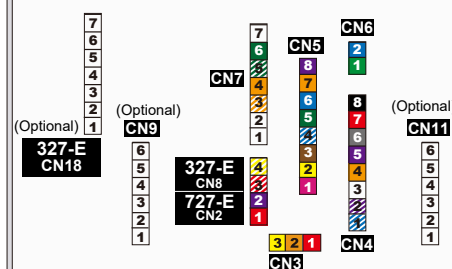 7
6
5
4
3
2
(Optional) 1
327-E
CN18
(Optional)
CN9
6
5
4
3
2
1
CN7
7
6
5
4
3
2
1
327-E
CN8
727-E
CN2
4
3
2
1
CN5
8
7
6
5
4
3
2
1
3 2 1
CN3
CN6
2
1
8
7
6
5
4
3
2
1
CN4
(Optional
CN11
6
5
4
3
2
1